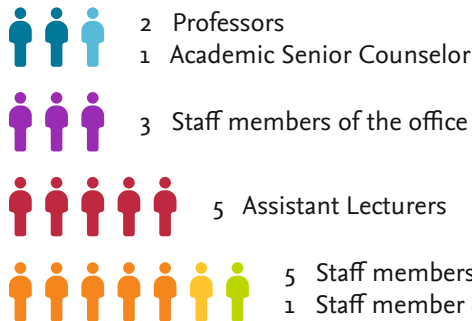 2 Professors
1 Academic Senior Counselor
3 Staff members of the office
5 Assistant Lecturers
5 Staff members
1 Staff member